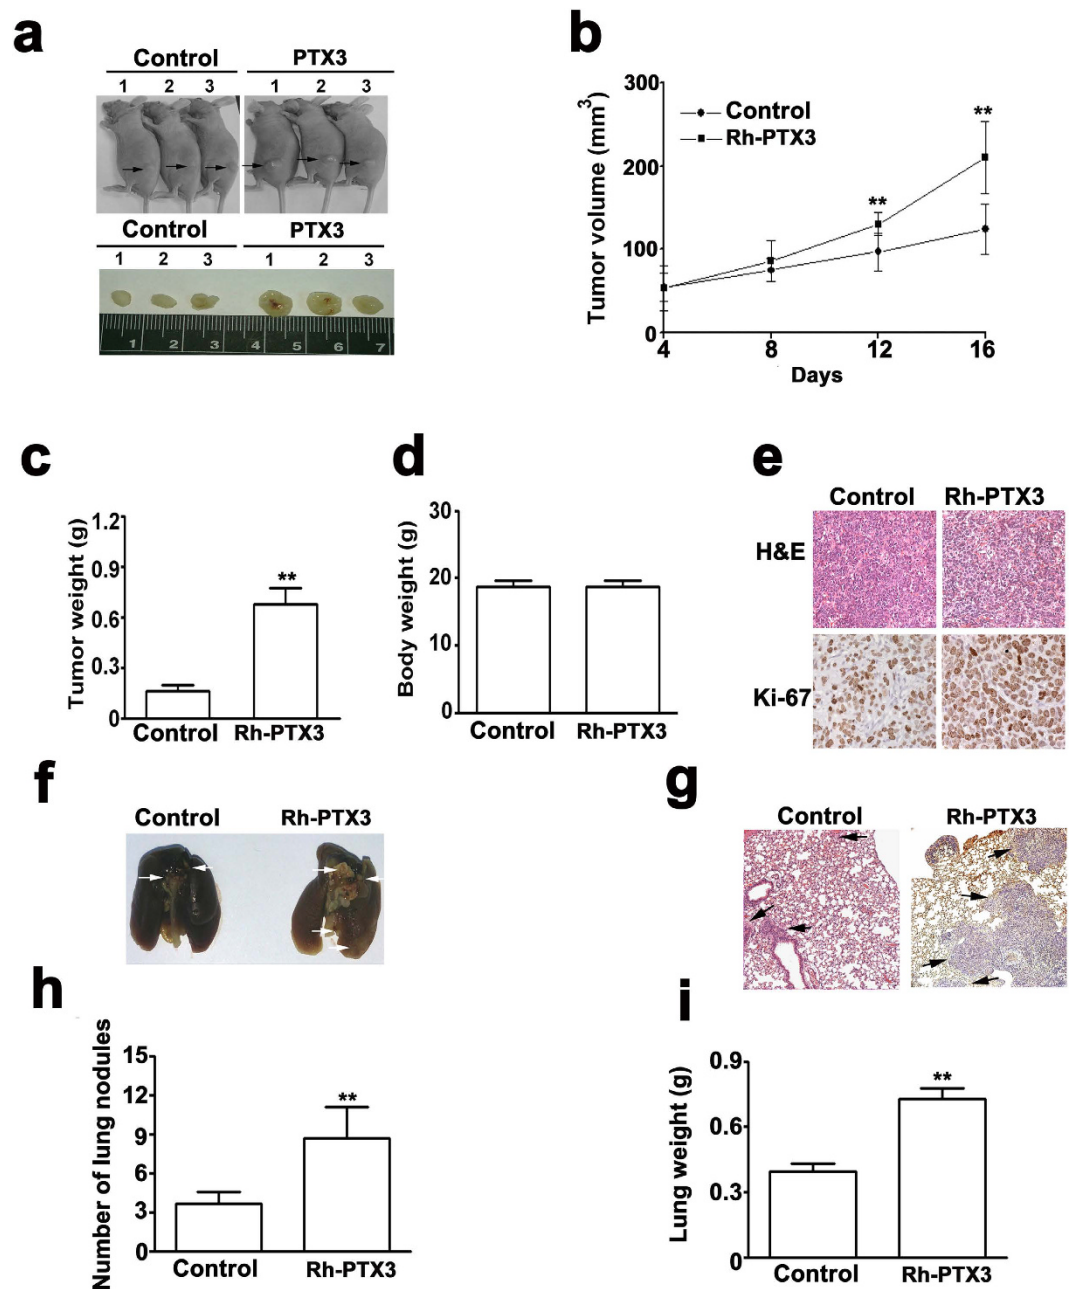 a
Control PTX3
1 2 3 1 2 3
Control PTX3
1 2 3 1 2 3
1 2 3 4 5 6 7
b
Tumor volume (mm3)
300
200
100
0
Control
Rh-PTX3
**
**
4 8 12 16
Days
c
Tumor weight (g)
1.2
0.9
0.6
0.3
0
**
Control Rh-PTX3
d
Body weight (g)
30
20
10
0
Control Rh-PTX3
e
Control Rh-PTX3
H&E
Ki-67
f
Control Rh-PTX3
g
Control Rh-PTX3
h
Number of lung nodules
15
12
9
6
3
0
**
Control Rh-PTX3
i
Lung weight (g)
0.9
0.6
0.3
0
**
Control Rh-PTX3